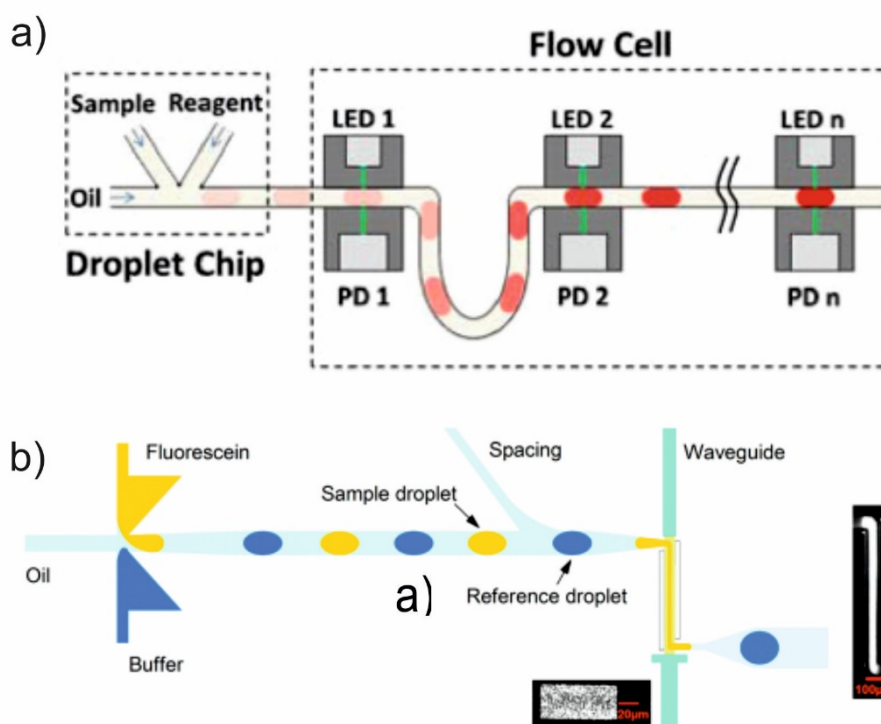 a)
Flow Cell
Sample Reagent
LED 1 LED 2 LED n
Oil
Droplet Chip
PD 1 PD 2 PD n
b)
Fluorescein
Spacing
Waveguide
Sample droplet
Oil
a)
Reference droplet
Buffer
20µm
100µ